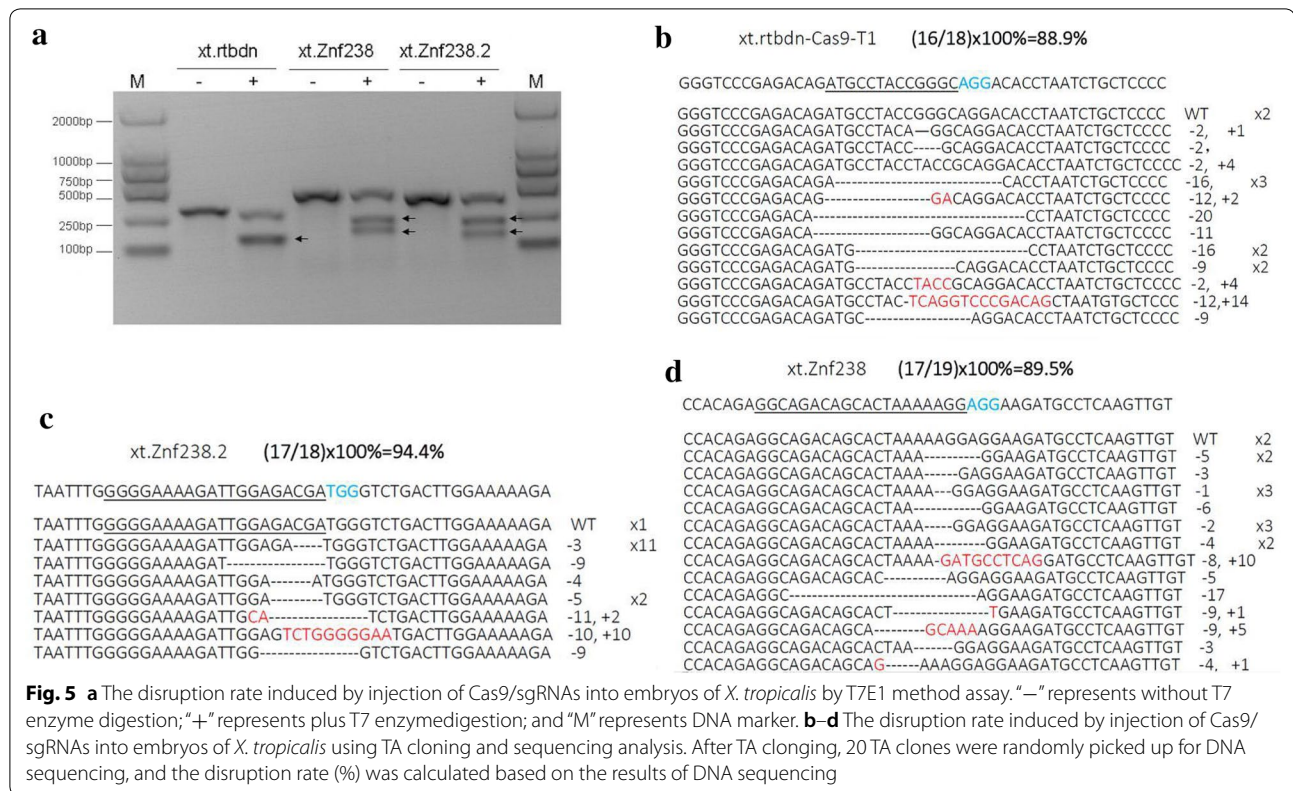 a
xt.rtbdn xt.Znf238 xt.Znf238.2
M - + - + - + M
2000bp
1000bp
750bp
500bp
250bp
100bp
b
xt.rtbdn-Cas9-T1 (16/18)x100%=88.9%
GGGTCCCGAGACAGATGCCTACCGGGCAGGACACCTAATCTGCTCCCC
GGGTCCCGAGACAGATGCCTACCGGGCAGGACACCTAATCTGCTCCCC WT x2
GGGTCCCGAGACAGATGCCTACA—GGCAGGACACCTAATCTGCTCCCC -2, +1
GGGTCCCGAGACAGATGCCTACC-----GCAGGACACCTAATCTGCTCCCC -2,
GGGTCCCGAGACAGATGCCTACCTACCGCAGGACACCTAATCTGCTCCCC -2, +4
GGGTCCCGAGACAGA--------------------------CACCTAATCTGCTCCCC -16, x3
GGGTCCCGAGACAG------------------GACAGGACACCTAATCTGCTCCCC -12, +2
GGGTCCCGAGACA---------------------------------CCTAATCTGCTCCCC -20
GGGTCCCGAGACA------------------GGCAGGACACCTAATCTGCTCCCC -11
GGGTCCCGAGACAGATG---------------------------CCTAATCTGCTCCCC -16 x2
GGGTCCCGAGACAGATG----------------CAGGACACCTAATCTGCTCCCC -9 x2
GGGTCCCGAGACAGATGCCTACCTACCGCAGGACACCTAATCTGCTCCCC -2, +4
GGGTCCCGAGACAGATGCCTAC-TCAGGTCCCGACAGCTAATGTGCTCCC -12,+14
GGGTCCCGAGACAGATGC-----------------AGGACACCTAATCTGCTCCCC -9
c
xt.Znf238.2 (17/18)x100%=94.4%
TAATTTGGGGGAAAAGATTGGAGACGATGGGTCTGACTTGGAAAAAGA
TAATTTGGGGGAAAAGATTGGAGACGATGGGTCTGACTTGGAAAAAGA WT x1
TAATTTGGGGGAAAAGATTGGAGA-----TGGGTCTGACTTGGAAAAAGA -3 x11
TAATTTGGGGGAAAAGAT----------------TGGGTCTGACTTGGAAAAAGA -9
TAATTTGGGGGAAAAGATTGGA-------ATGGGTCTGACTTGGAAAAAGA -4
TAATTTGGGGGAAAAGATTGGA---------TGGGTCTGACTTGGAAAAAGA -5 x2
TAATTTGGGGGAAAAGATTGGCA----------------TCTGACTTGGAAAAAGA -11, +2
TAATTTGGGGGAAAAGATTGGAGTCTGGGGGAATGACTTGGAAAAAGA -10, +10
TAATTTGGGGGAAAAGATTGG----------------GTCTGACTTGGAAAAAGA -9
d
xt.Znf238 (17/19)x100%=89.5%
CCACAGAGGCAGACAGCACTAAAAAGGAGGAAGATGCCTCAAGTTGT
CCACAGAGGCAGACAGCACTAAAAAGGAGGAAGATGCCTCAAGTTGT WT x2
CCACAGAGGCAGACAGCACTAAA---------GGAAGATGCCTCAAGTTGT -5 x2
CCACAGAGGCAGACAGCACTAAA-----GAGGAAGATGCCTCAAGTTGT -3
CCACAGAGGCAGACAGCACTAAAA---GGAGGAAGATGCCTCAAGTTGT -1 x3
CCACAGAGGCAGACAGCACTAA-----------GGAAGATGCCTCAAGTTGT -6
CCACAGAGGCAGACAGCACTAAA----GGAGGAAGATGCCTCAAGTTGT -2 x3
CCACAGAGGCAGACAGCACTAAAA--------GGAAGATGCCTCAAGTTGT -4 x2
CCACAGAGGCAGACAGCACTAAAA-GATGCCTCAGGATGCCTCAAGTTGT -8, +10
CCACAGAGGCAGACAGCAC---------AGGAGGAAGATGCCTCAAGTTGT -5
CCACAGAGGC--------------------------AGGAAGATGCCTCAAGTTGT -17
CCACAGAGGCAGACAGCACT--------------TGAAGATGCCTCAAGTTGT -9, +1
CCACAGAGGCAGACAGCA--------GCAAAAGGAAGATGCCTCAAGTTGT -9, +5
CCACAGAGGCAGACAGCACTAA-----GGAGGAAGATGCCTCAAGTTGT -3
CCACAGAGGCAGACAGCAG-----AAAGGAGGAAGATGCCTCAAGTTGT -4, +1
Fig. 5 a The disruption rate induced by injection of Cas9/sgRNAs into embryos of X. tropicalis by T7E1 method assay. “—” represents without T7
enzyme digestion; “+” represents plus T7 enzymedigestion; and “M” represents DNA marker. b–d The disruption rate induced by injection of Cas9/
sgRNAs into embryos of X. tropicalis using TA cloning and sequencing analysis. After TA clonging, 20 TA clones were randomly picked up for DNA
sequencing, and the disruption rate (%) was calculated based on the results of DNA sequencing